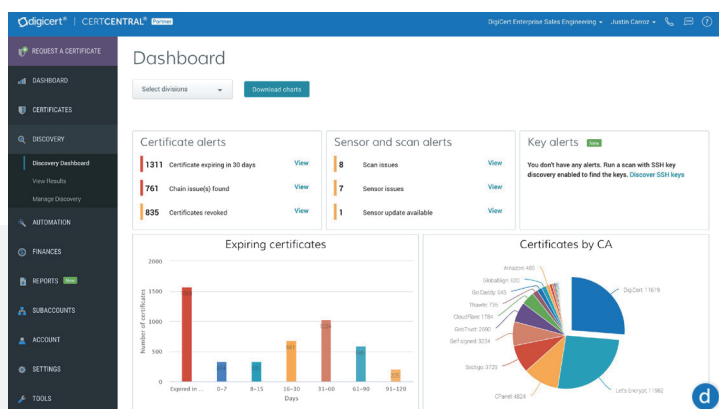 digicert® | CERTCENTRAL® Partner
DigiCert Enterprise Sales Engineering Justin Carroz
REQUEST A CERTIFICATE
DASHBOARD
CERTIFICATES
DISCOVERY
Discovery Dashboard
View Results
Manage Discovery
AUTOMATION
FINANCES
REPORTS New
SUBACCOUNTS
ACCOUNT
SETTINGS
TOOLS
Dashboard
Select divisions
Download charts
Certificate alerts
1311 Certificate expiring in 30 days View
761 Chain issue(s) found View
835 Certificates revoked View
Sensor and scan alerts
8 Scan issues View
7 Sensor issues View
1 Sensor update available View
Key alerts New
You don't have any alerts. Run a scan with SSH key
discovery enabled to find the keys. Discover SSH keys
Expiring certificates
Number of certificates
2000
1500
1000
500
0
Expired in ... 0-7 8-15 16-30 31-60 61-90 91-120
Days
Certificates by CA
Amazon: 480
GlobalSign: 600
Go Daddy: 645
Thawte: 735
CloudFlare: 1784
GeoTrust: 2690
Self signed: 3234
Sectigo: 3725
CPanel: 4824
Let's Encrypt: 11982
DigiCert: 11619
d